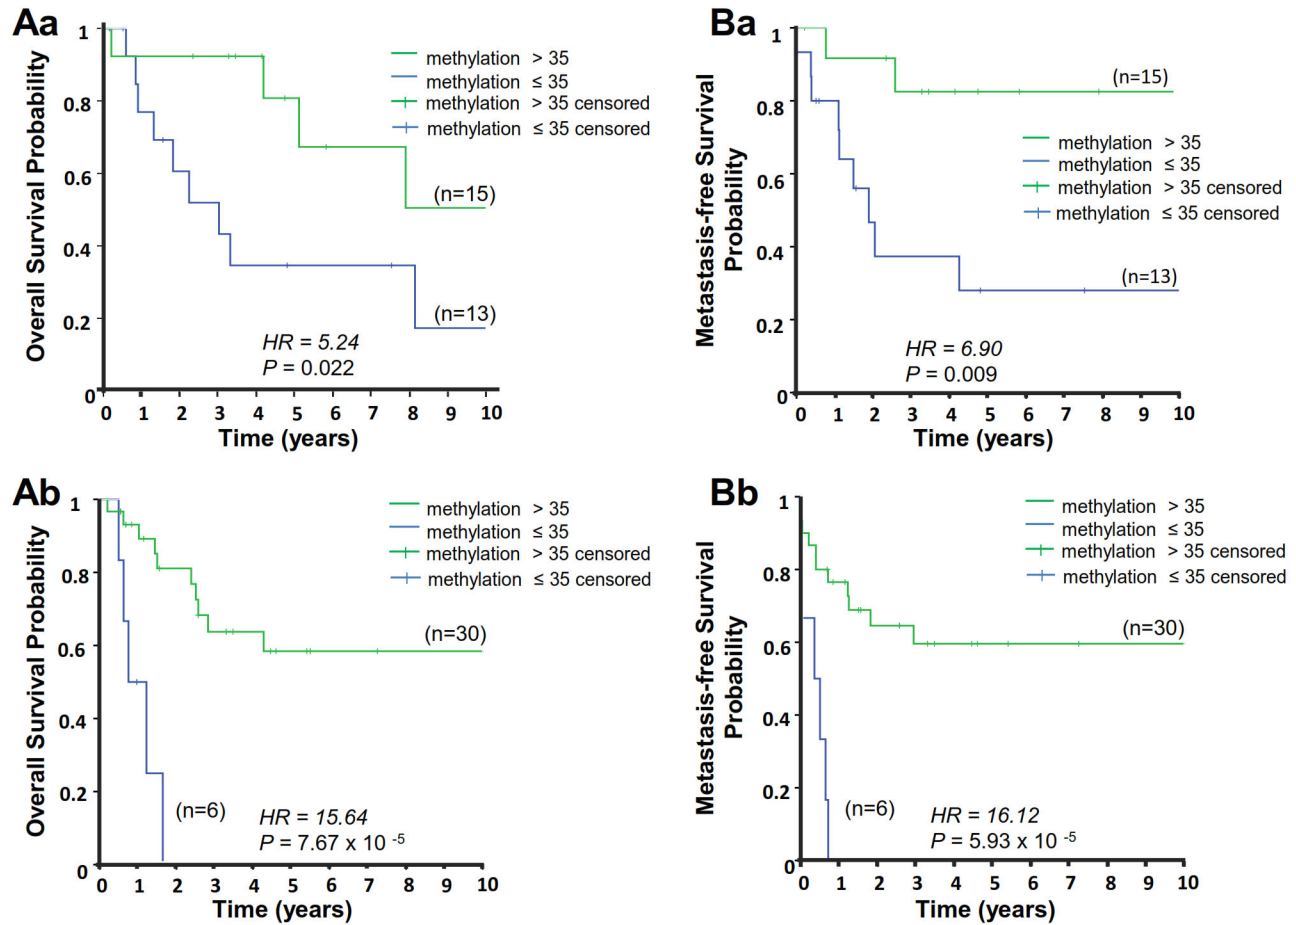 Aa
Overall Survival Probability
1
0.8
0.6
0.4
0.2
0
methylation > 35
methylation ≤ 35
methylation > 35 censored
methylation ≤ 35 censored
(n=15)
(n=13)
HR = 5.24
P = 0.022
0 1 2 3 4 5 6 7 8 9 10
Time (years)
Ba
Metastasis-free Survival
Probability
1
0.8
0.6
0.4
0.2
0
(n=15)
methylation > 35
methylation ≤ 35
methylation > 35 censored
methylation ≤ 35 censored
(n=13)
HR = 6.90
P = 0.009
0 1 2 3 4 5 6 7 8 9 10
Time (years)
Ab
Overall Survival Probability
1
0.8
0.6
0.4
0.2
0
methylation > 35
methylation ≤ 35
methylation > 35 censored
methylation ≤ 35 censored
(n=30)
(n=6)
HR = 15.64
P = 7.67 x 10 -5
0 1 2 3 4 5 6 7 8 9 10
Time (years)
Bb
Metastasis-free Survival
Probability
1
0.8
0.6
0.4
0.2
0
methylation > 35
methylation ≤ 35
methylation > 35 censored
methylation ≤ 35 censored
(n=30)
(n=6)
HR = 16.12
P = 5.93 x 10 -5
0 1 2 3 4 5 6 7 8 9 10
Time (years)